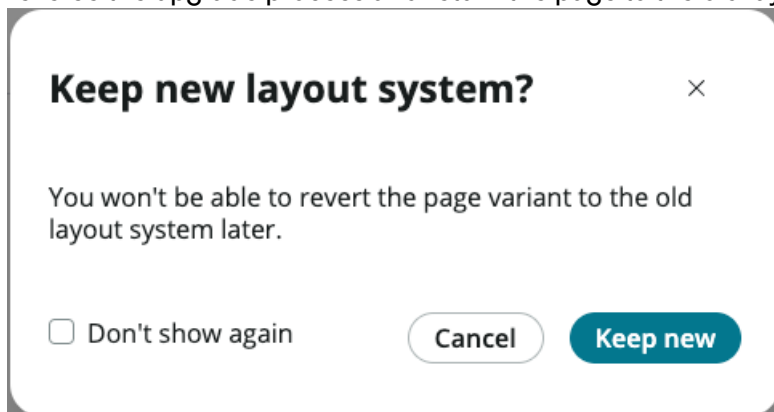 Keep new layout system?
You won't be able to revert the page variant to the old
layout system later.
Don't show again
Cancel
Keep new